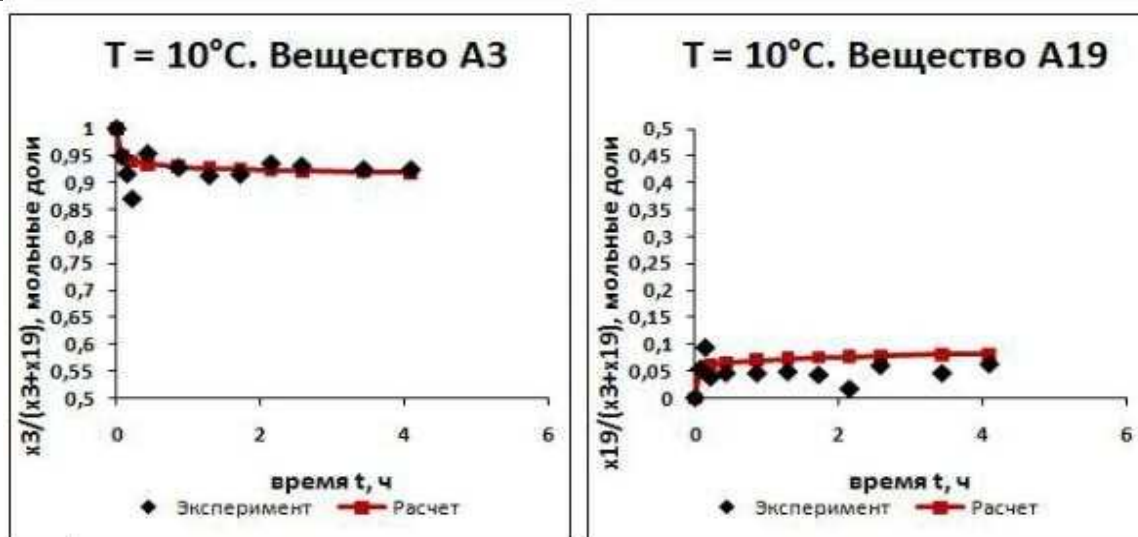 T = 10°C. Вещество А3
x3/(x3+x19), мольные доли
1
0,95
0,9
0,85
0,8
0,75
0,7
0,65
0,6
0,55
0,5
0 2 4 6
время t, ч
Эксперимент Расчет
T = 10°C. Вещество А19
x19/(x3+x19), мольные доли
0,5
0,45
0,4
0,35
0,3
0,25
0,2
0,15
0,1
0,05
0
0 2 4 6
время t, ч
Эксперимент Расчет